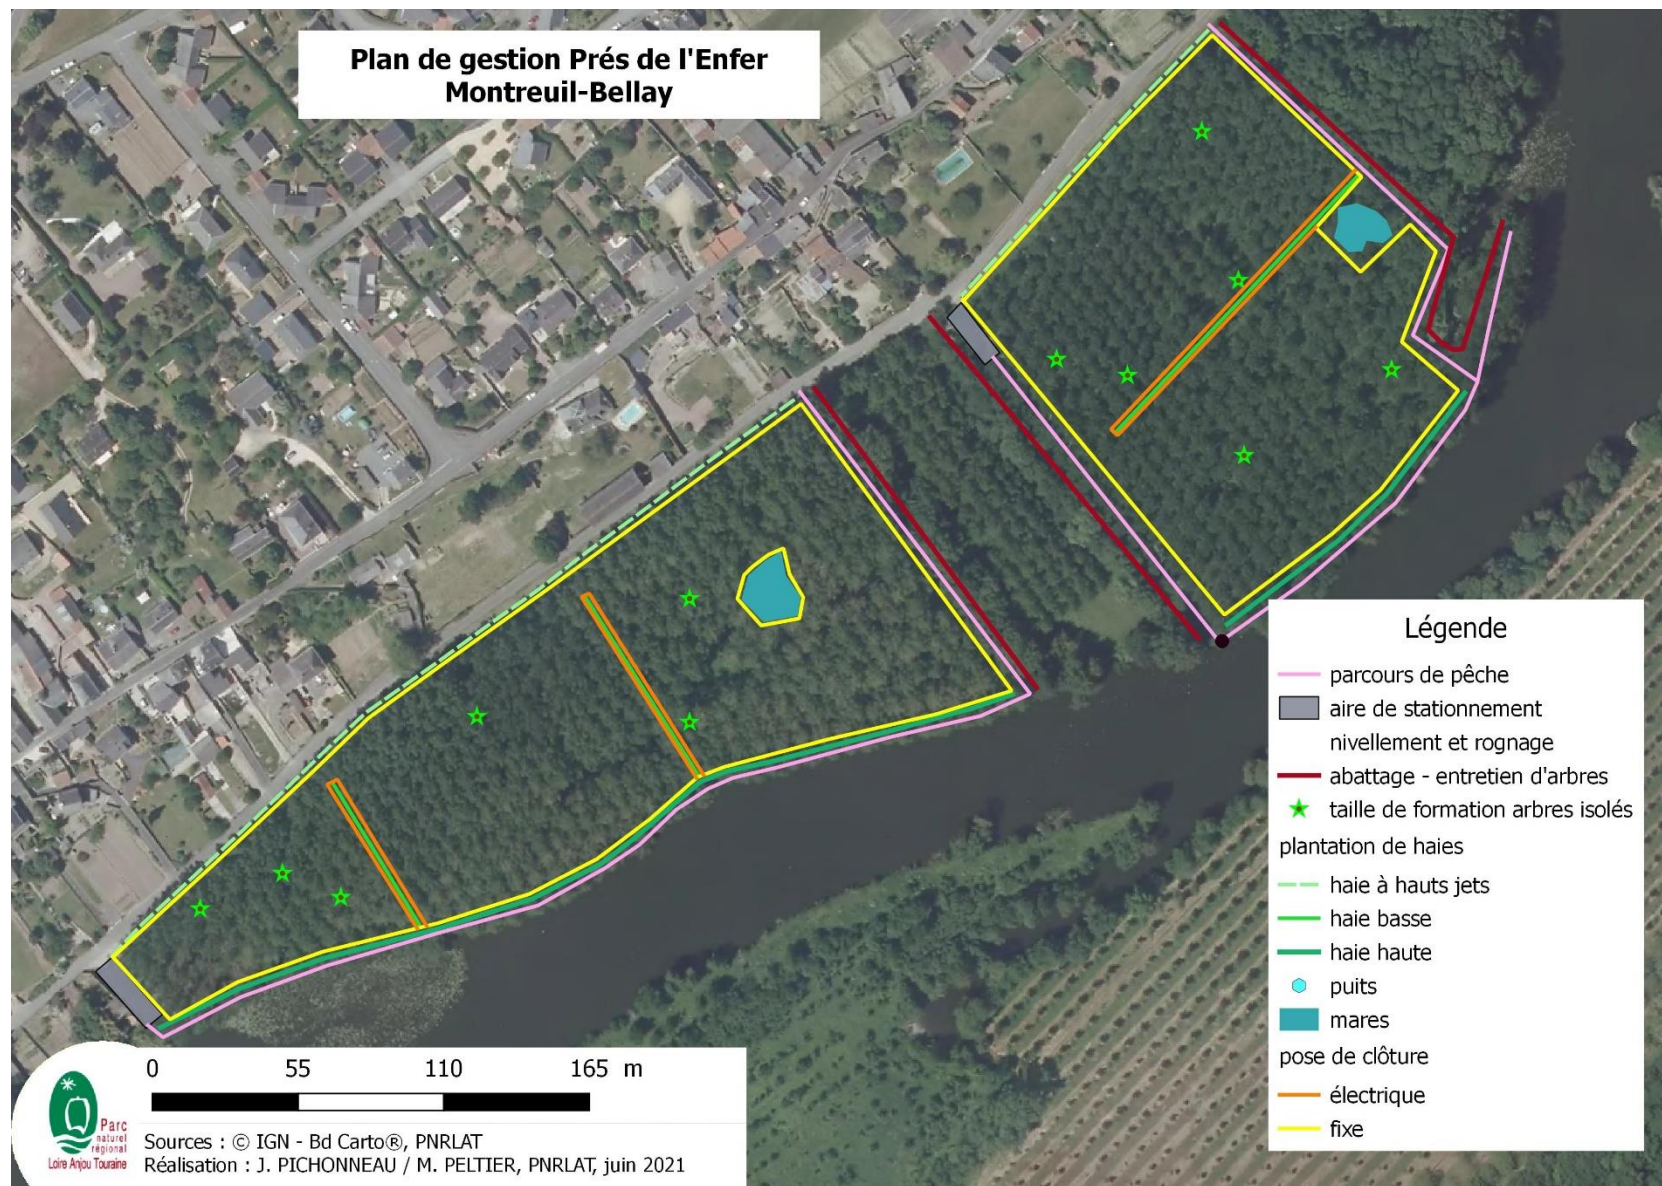 Plan de gestion Prés de l'Enfer
Montreuil-Bellay
Légende
parcours de pêche
aire de stationnement
nivellement et rognage
abattage - entretien d'arbres
taille de formation arbres isolés
plantation de haies
haie à hauts jets
haie basse
haie haute
puits
mares
pose de clôture
électrique
fixe
0 55 110 165 m
Parc
naturel
régional
Loire Anjou Touraine
Sources : © IGN - Bd Carto®, PNRLAT
Réalisation : J. PICHONNEAU / M. PELTIER, PNRLAT, juin 2021